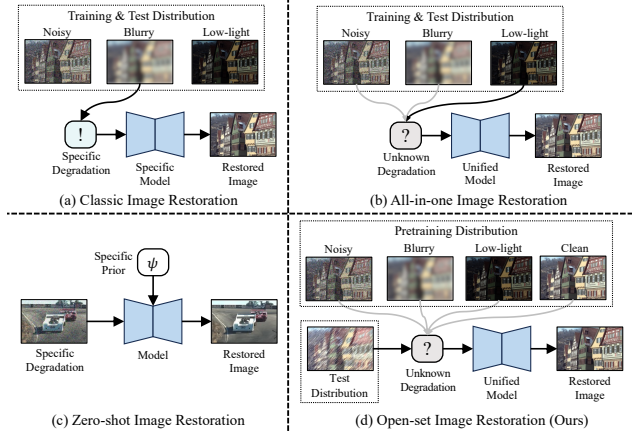 Training & Test Distribution
Noisy Blurry Low-light
!
Specific Degradation
Specific Model
Restored Image
(a) Classic Image Restoration
Training & Test Distribution
Noisy Blurry Low-light
?
Unknown Degradation
Unified Model
Restored Image
(b) All-in-one Image Restoration
Specific Prior
ψ
Specific Degradation
Model
Restored Image
(c) Zero-shot Image Restoration
Pretraining Distribution
Noisy Blurry Low-light Clean
?
Test Distribution
Unknown Degradation
Unified Model
Restored Image
(d) Open-set Image Restoration (Ours)